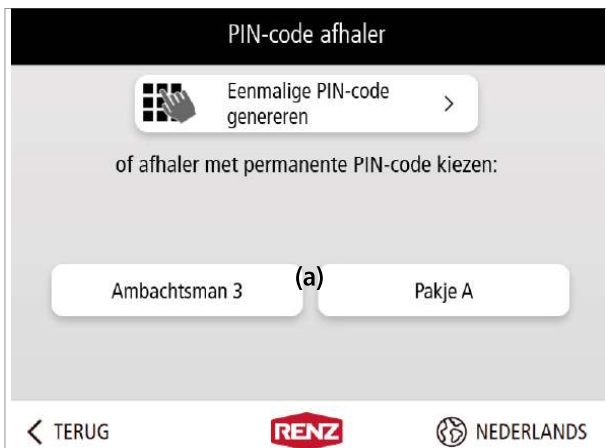 PIN-code afhaler
Eenmalige PIN-code
genereren
of afhaler met permanente PIN-code kiezen:
Ambachtsman 3
(a)
Pakje A
TERUG
RENZ
NEDERLANDS